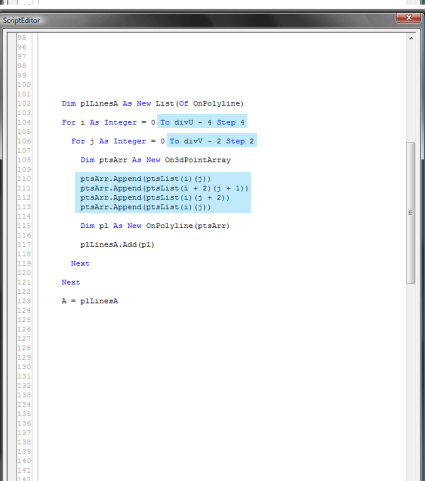 ScriptEditor
95
96
97
98
99
100
101
102 Dim plLinesA As New List(Of OnPolyline)
103
104 For i As Integer = 0 To divU - 4 Step 4
105
106 For j As Integer = 0 To divV - 2 Step 2
107
108 Dim ptsArr As New On3dPointArray
109
110 ptsArr.Append(ptsList(i)(j))
111 ptsArr.Append(ptsList(i + 2)(j + 1))
112 ptsArr.Append(ptsList(i)(j + 2))
113 ptsArr.Append(ptsList(i)(j))
114
115 Dim pl As New OnPolyline(ptsArr)
116
117 plLinesA.Add(pl)
118
119 Next
120
121 Next
122
123 A = plLinesA
124
125
126
127
128
129
130
131
132
133
134
135
136
137
138
139
140
141
142